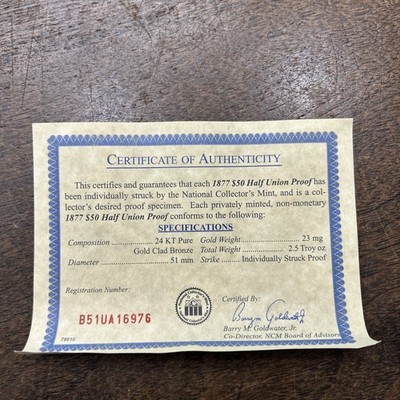 CERTIFICATE OF AUTHENTICITY
This certifies and guarantees that each 1877 $50 Half Union Proof has
been individually struck by the National Collector's Mint, and is a col-
lector's desired proof specimen. Each privately minted, non-monetary
1877 $50 Half Union Proof conforms to the following:
SPECIFICATIONS
Composition .......... 24 KT Pure Gold Weight .......... 23 mg
Gold Clad Bronze Total Weight .......... 2.5 Troy oz
Diameter .......... 51 mm Strike ...... Individually Struck Proof
Registration Number:
Certified By:
B51UA16976
Barry M. Goldwater, Jr.
Co-Director, NCM Board of Advisors